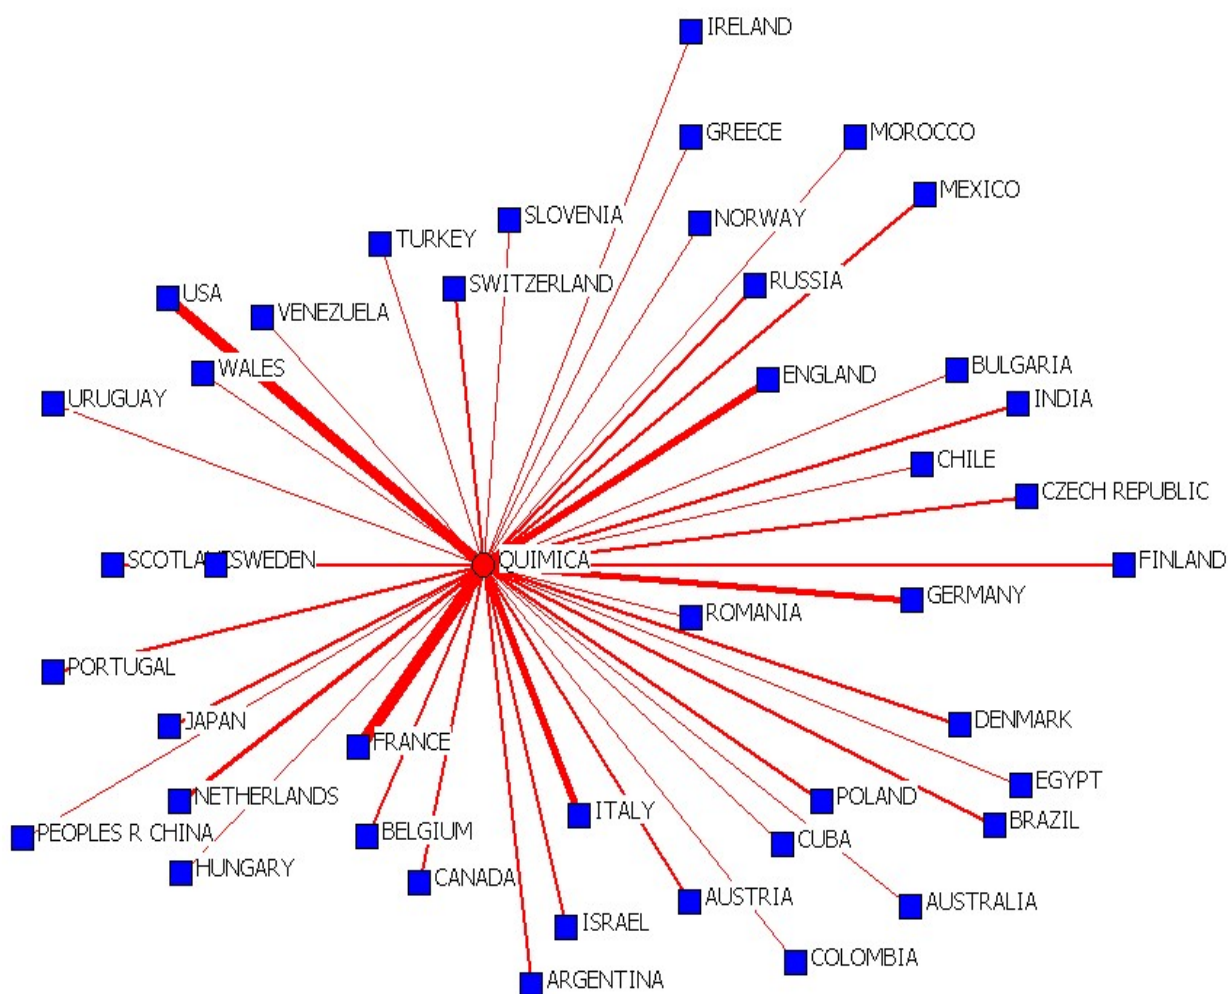 IRELAND
GREECE
MOROCCO
MEXICO
SLOVENIA
NORWAY
TURKEY
SWITZERLAND
RUSSIA
USA
VENEZUELA
WALES
ENGLAND
BULGARIA
URUGUAY
INDIA
CHILE
CZECH REPUBLIC
SCOTLA
SWEDEN
QUIMICA
FINLAND
GERMANY
ROMANIA
PORTUGAL
JAPAN
FRANCE
DENMARK
EGYPT
NETHERLANDS
POLAND
ITALY
BRAZIL
PEOPLES R CHINA
BELGIUM
CUBA
HUNGARY
CANADA
AUSTRIA
AUSTRALIA
ISRAEL
COLOMBIA
ARGENTINA